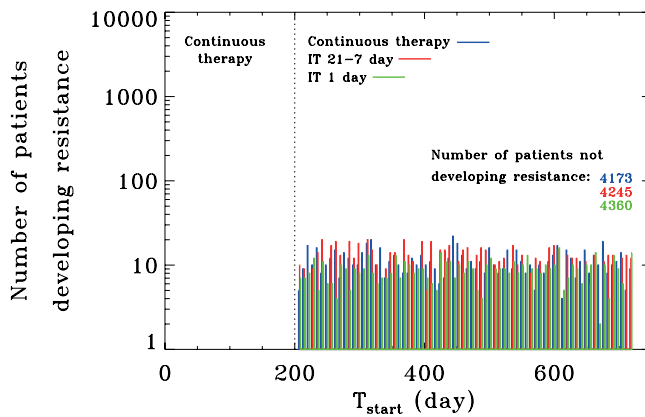 10000
1000
100
10
1
Number of patients
developing resistance
Continuous
therapy
Continuous therapy
IT 21-7 day
IT 1 day
Number of patients not
developing resistance: 4173
4245
4360
0
200
400
600
T_start (day)